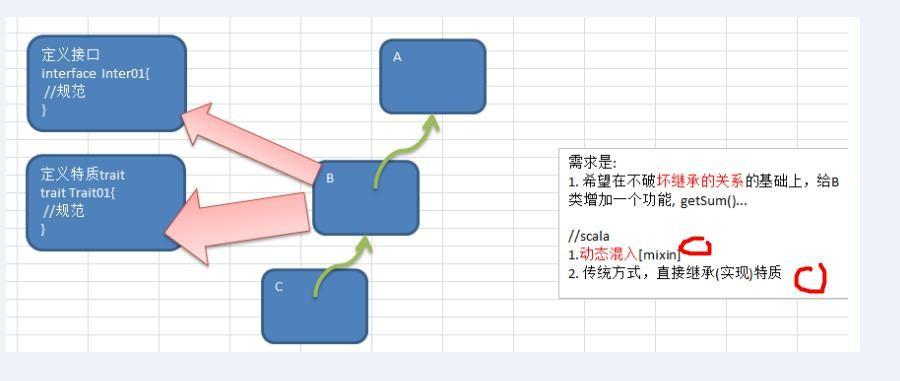 定义接口
interface Inter01{
//规范
}
A
定义特质trait
trait Trait01{
//规范
}
B
C
需求是:
1. 希望在不破坏继承的关系的基础上，给B
类增加一个功能, getSum()...
//scala
1.动态混入[mixin]
2. 传统方式，直接继承(实现)特质